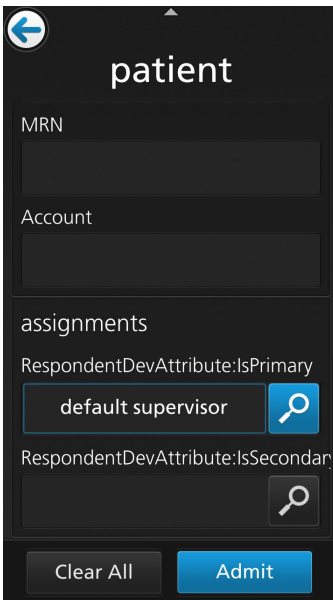 patient
MRN
Account
assignments
RespondentDevAttribute:IsPrimary
default supervisor
RespondentDevAttribute:IsSecondary
Clear All
Admit